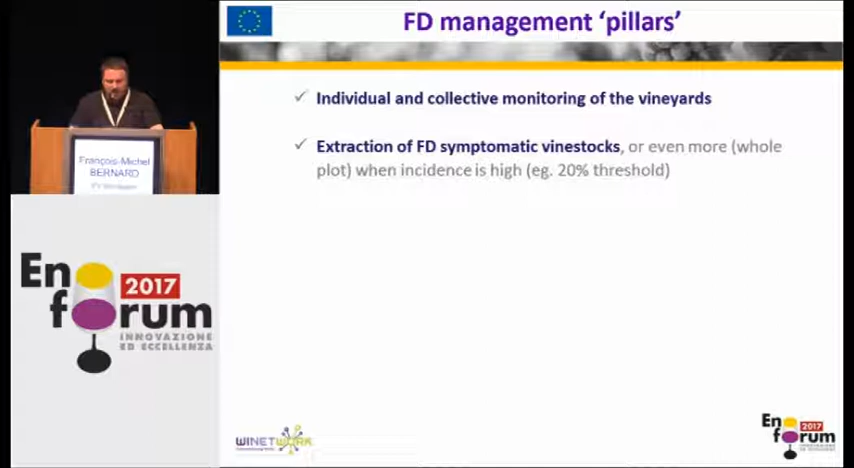 FD management ‘pillars’
✓ Individual and collective monitoring of the vineyards
✓ Extraction of FD symptomatic vinestocks, or even more (whole
plot) when incidence is high (eg. 20% threshold)
François-Michel
BERNARD
En
2017
forum
INNOVAZIONE
ED ECCELLENZA
WINETWORK
En
2017
forum